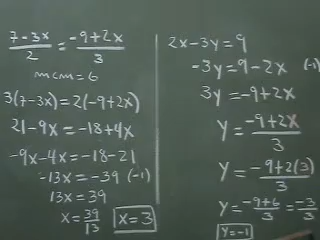 7-3x/2 = -9+2x/3
mcm=6
3(7-3x)=2(-9+2x)
21-9x=-18+4x
-9x-4x=-18-21
-13x=-39 (-1)
13x=39
x=39/13 x=3
2x-3y=9
-3y=9-2x (-1)
3y=-9+2x
y=-9+2x/3
y=-9+2(3)/3
y=-9+6/3=-3/3
y=-1